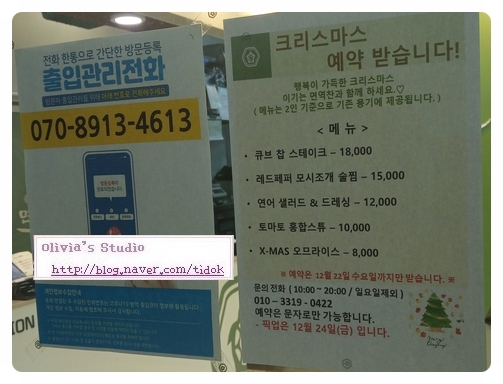 전화 한통으로 간단한 방문등록
출입관리전화
070-8913-4613
Olivia's Studio
http://blog.naver.com/tidok
개인정보수집안내
크리스마스
예약 받습니다!
행복이 가득한 크리스마스
이기는 면역찬과 함께 하세요.♡
( 메뉴는 2인 기준으로 기존 용기에 제공됩니다. )
< 메 뉴 >
• 큐브 찹 스테이크 – 18,000
• 레드페퍼 모시조개 술찜 – 15,000
• 연어 샐러드 & 드레싱 – 12,000
• 토마토 홍합스튜 – 10,000
• X-MAS 오므라이스 – 8,000
※ 예약은 12월 22일 수요일까지만 받습니다. ※
문의 전화 ( 10:00 ~ 20:00 / 일요일제외 )
010 – 3319 - 0422
예약은 문자로만 가능합니다.
- 픽업은 12월 24일(금) 입니다.